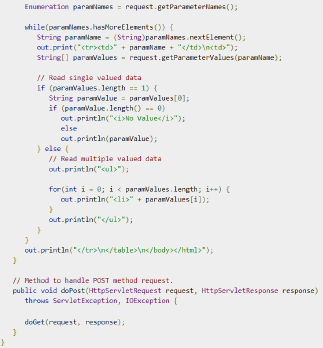 Enumeration paramNames = request.getParameterNames();
while(paramNames.hasMoreElements()) {
String paramName = (String)paramNames.nextElement();
out.print("<tr><td>" + paramName + "</td>\n<td>");
String[] paramValues = request.getParameterValues(paramName);
// Read single valued data
if (paramValues.length == 1) {
String paramValue = paramValues[0];
if (paramValue.length() == 0)
out.println("<i>No Value</i>");
else
out.println(paramValue);
} else {
// Read multiple valued data
out.println("<ul>");
for(int i = 0; i < paramValues.length; i++) {
out.println("<li>" + paramValues[i]);
}
out.println("</ul>");
}
}
out.println("</tr>\n</table>\n</body></html>");
}
// Method to handle POST method request.
public void doPost(HttpServletRequest request, HttpServletResponse response)
throws ServletException, IOException {
doGet(request, response);
}
}